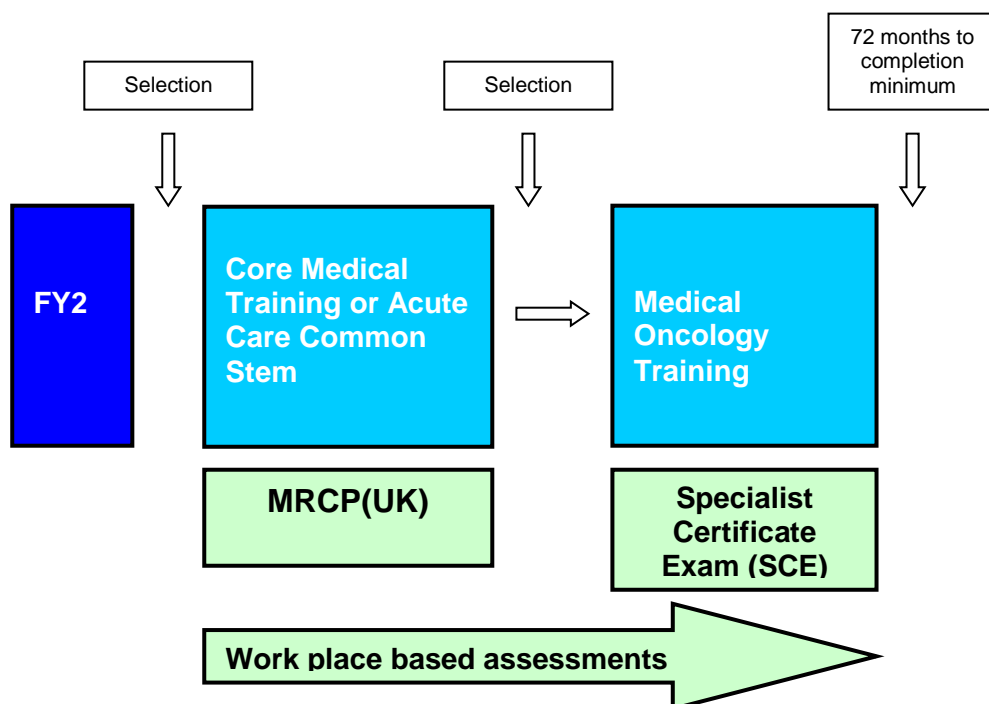 72 months to
completion
minimum
Selection
Selection
FY2
Core Medical
Training or Acute
Care Common
Stem
Medical
Oncology
Training
MRCP(UK)
Specialist
Certificate
Exam (SCE)
Work place based assessments